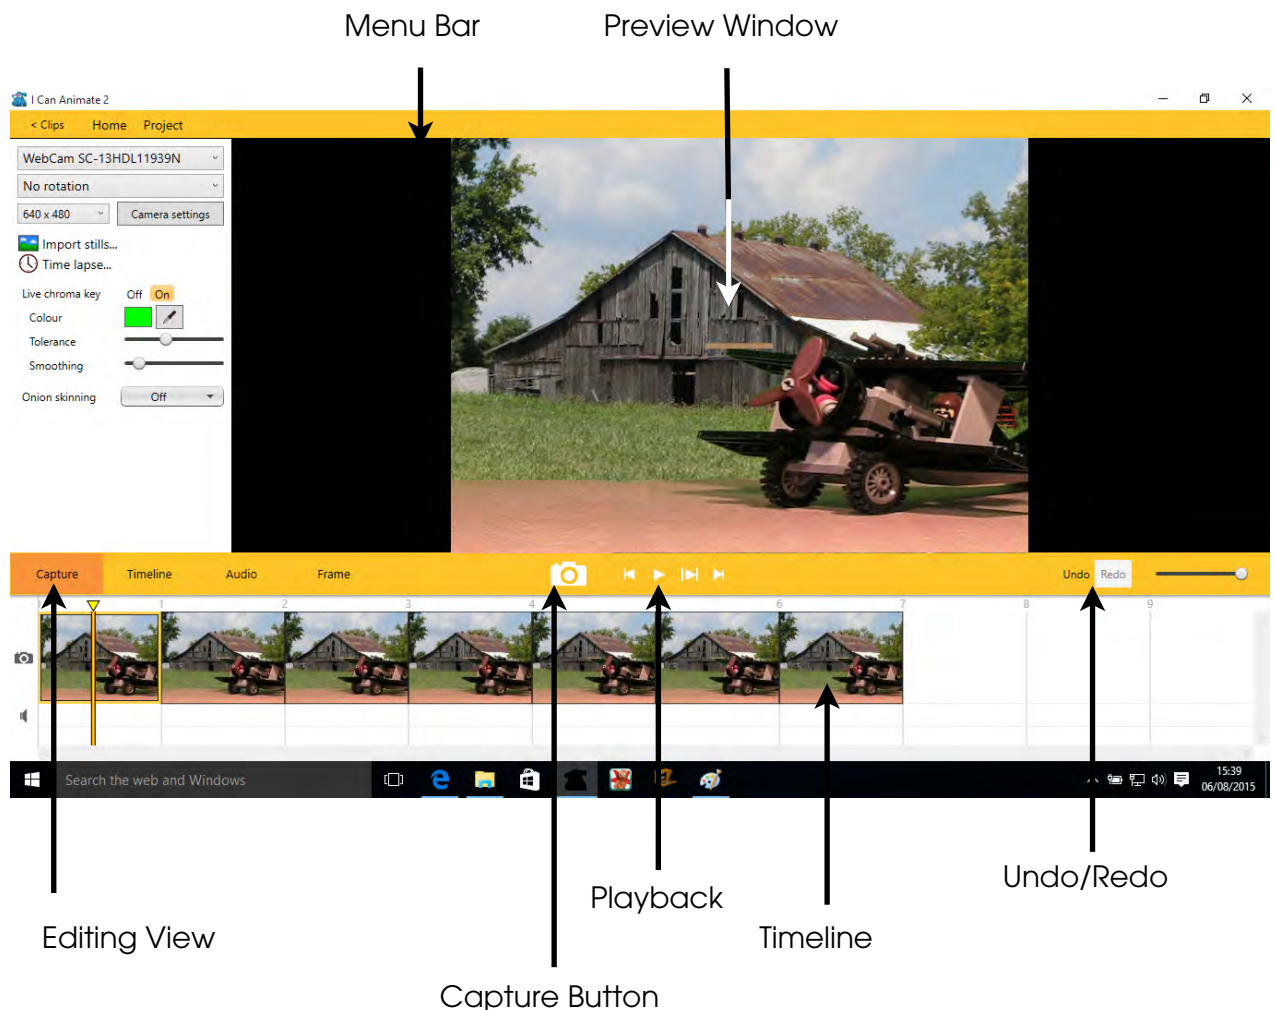 Menu Bar
Preview Window
I Can Animate 2
< Clips Home Project
WebCam SC-13HDL11939N
No rotation
640 x 480 Camera settings
Import stills...
Time lapse...
Live chroma key Off On
Colour
Tolerance
Smoothing
Onion skinning Off
Capture Timeline Audio Frame Undo Redo
2 3 4 5 6 7 8 9
Search the web and Windows
15:39
06/08/2015
Undo/Redo
Playback
Editing View
Timeline
Capture Button